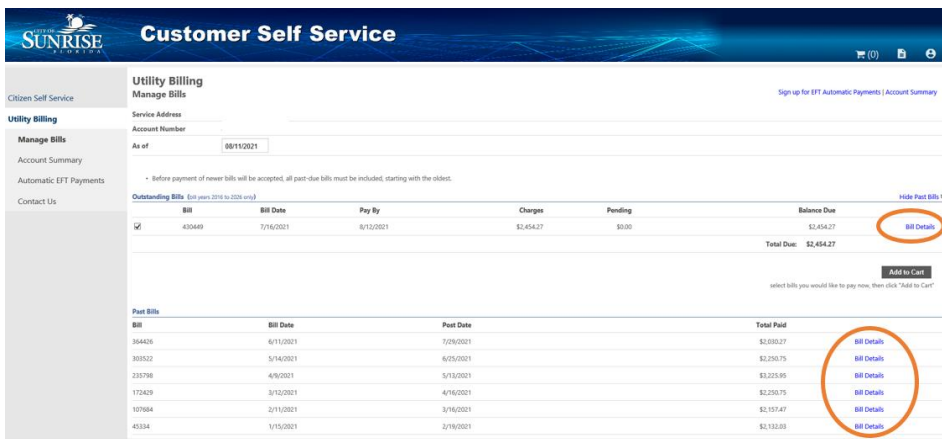 CITY OF
SUNRISE
FLORIDA
Customer Self Service
(0)
Citizen Self Service
Utility Billing
Manage Bills
Account Summary
Automatic EFT Payments
Contact Us
Utility Billing
Manage Bills
Sign up for EFT Automatic Payments | Account Summary
Service Address
Account Number
As of 08/11/2021
• Before payment of newer bills will be accepted, all past-due bills must be included, starting with the oldest.
Outstanding Bills (bill years 2016 to 2026 only) Hide Past Bills
Bill Bill Date Pay By Charges Pending Balance Due
430449 7/16/2021 8/12/2021 $2,454.27 $0.00 $2,454.27 Bill Details
Total Due: $2,454.27
Add to Cart
select bills you would like to pay now, then click "Add to Cart"
Past Bills
Bill Bill Date Post Date Total Paid
364426 6/11/2021 7/29/2021 $2,030.27 Bill Details
303522 5/14/2021 6/25/2021 $2,250.75 Bill Details
235798 4/9/2021 5/13/2021 $3,225.95 Bill Details
172429 3/12/2021 4/16/2021 $2,250.75 Bill Details
107684 2/11/2021 3/16/2021 $2,157.47 Bill Details
45334 1/15/2021 2/19/2021 $2,132.03 Bill Details